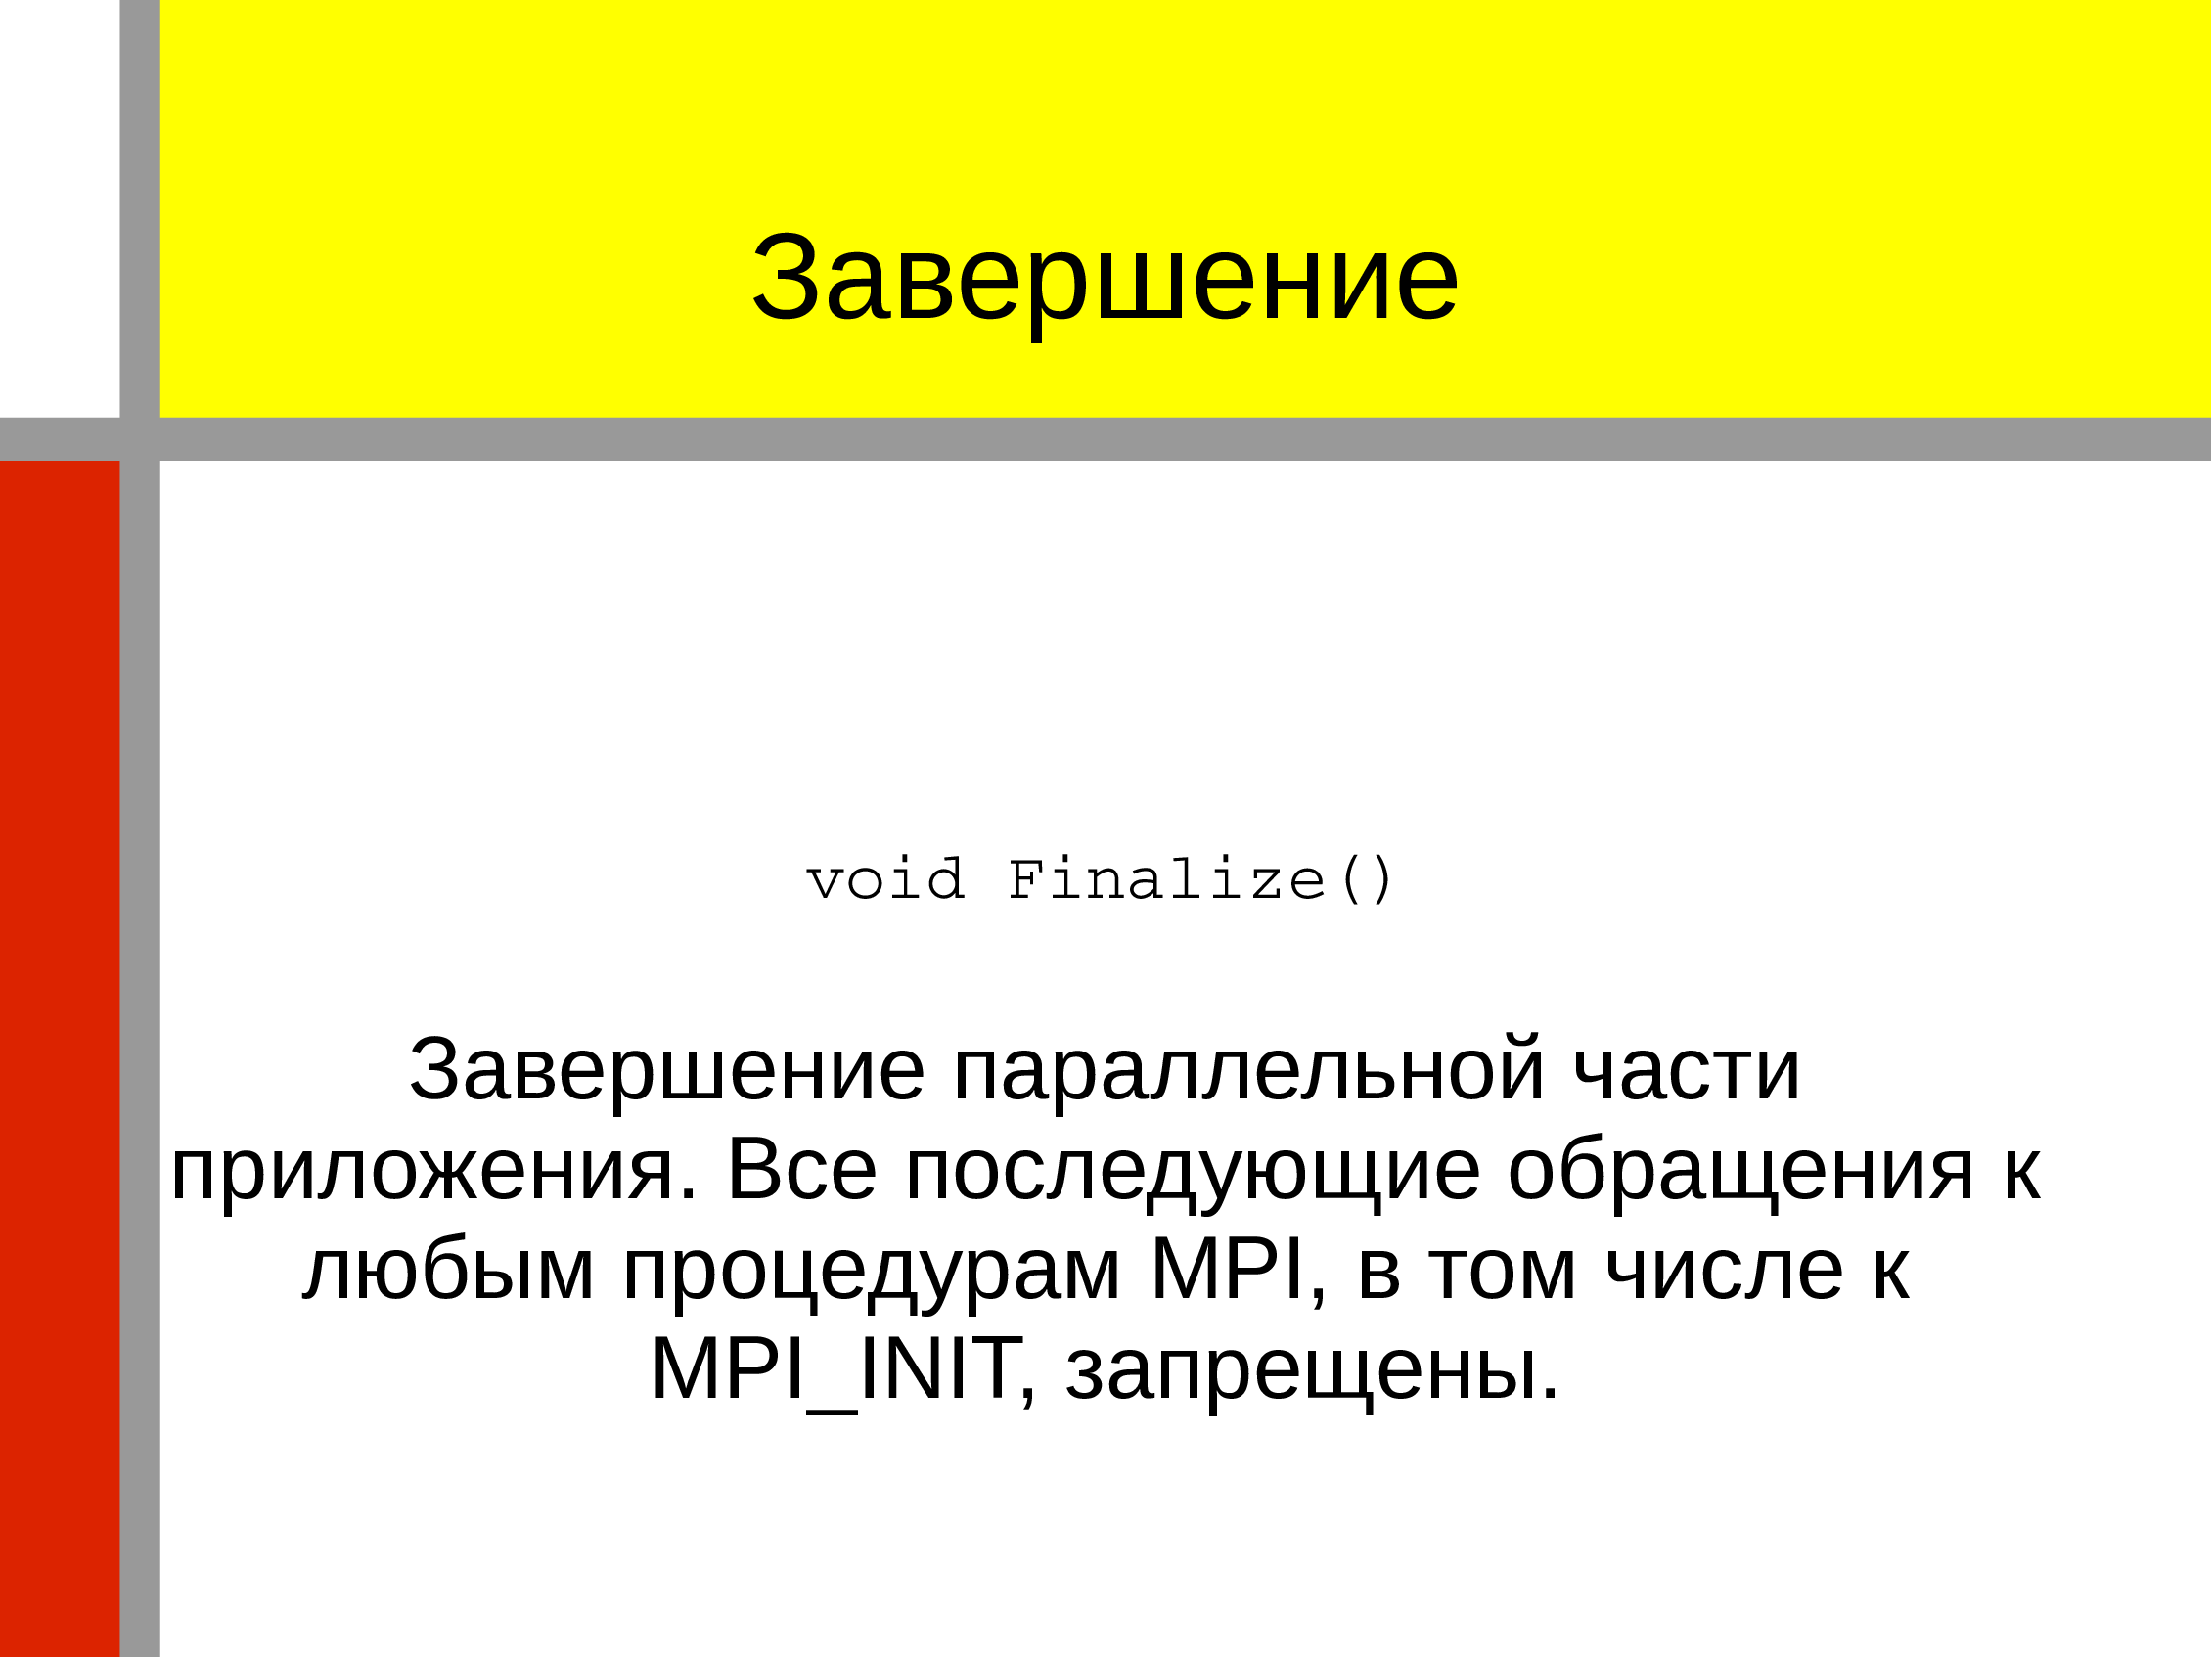 Завершение
void Finalize()
Завершение параллельной части
приложения. Все последующие обращения к
любым процедурам MPI, в том числе к
MPI_INIT, запрещены.